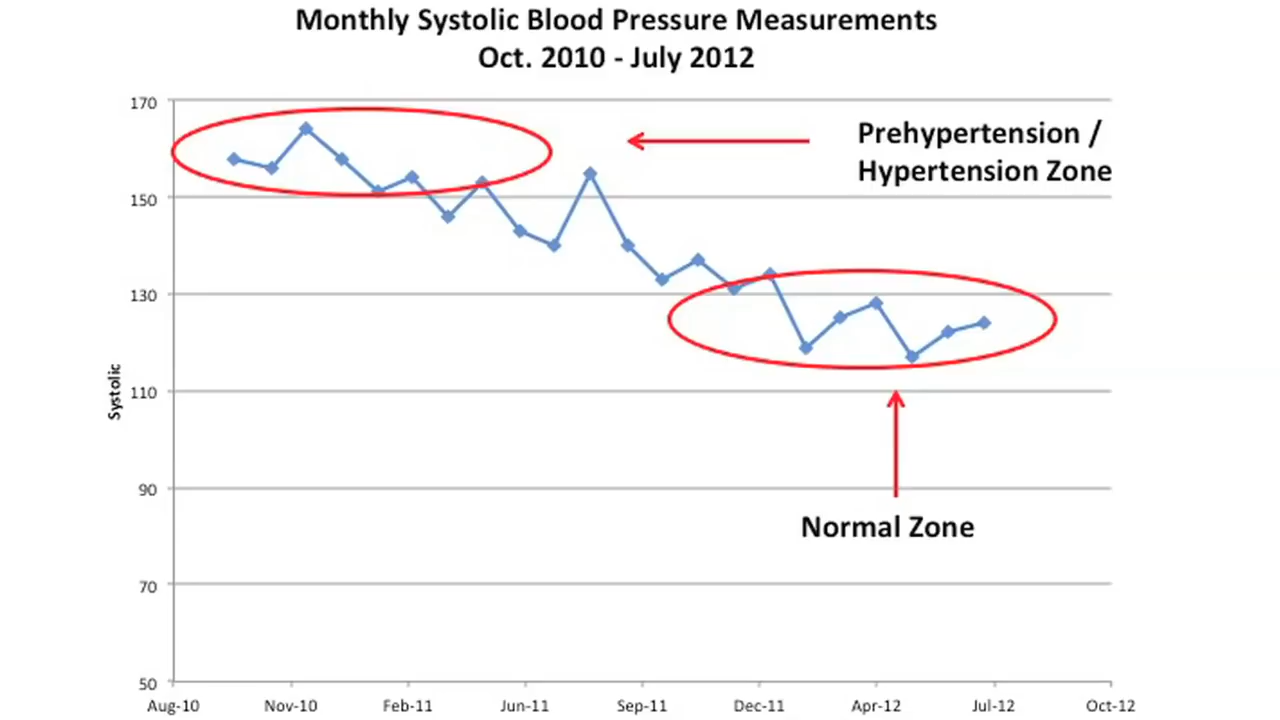 Monthly Systolic Blood Pressure Measurements
Oct. 2010 - July 2012
170
150
130
110
90
70
50
Systolic
Prehypertension /
Hypertension Zone
Normal Zone
Aug-10 Nov-10 Feb-11 Jun-11 Sep-11 Dec-11 Apr-12 Jul-12 Oct-12